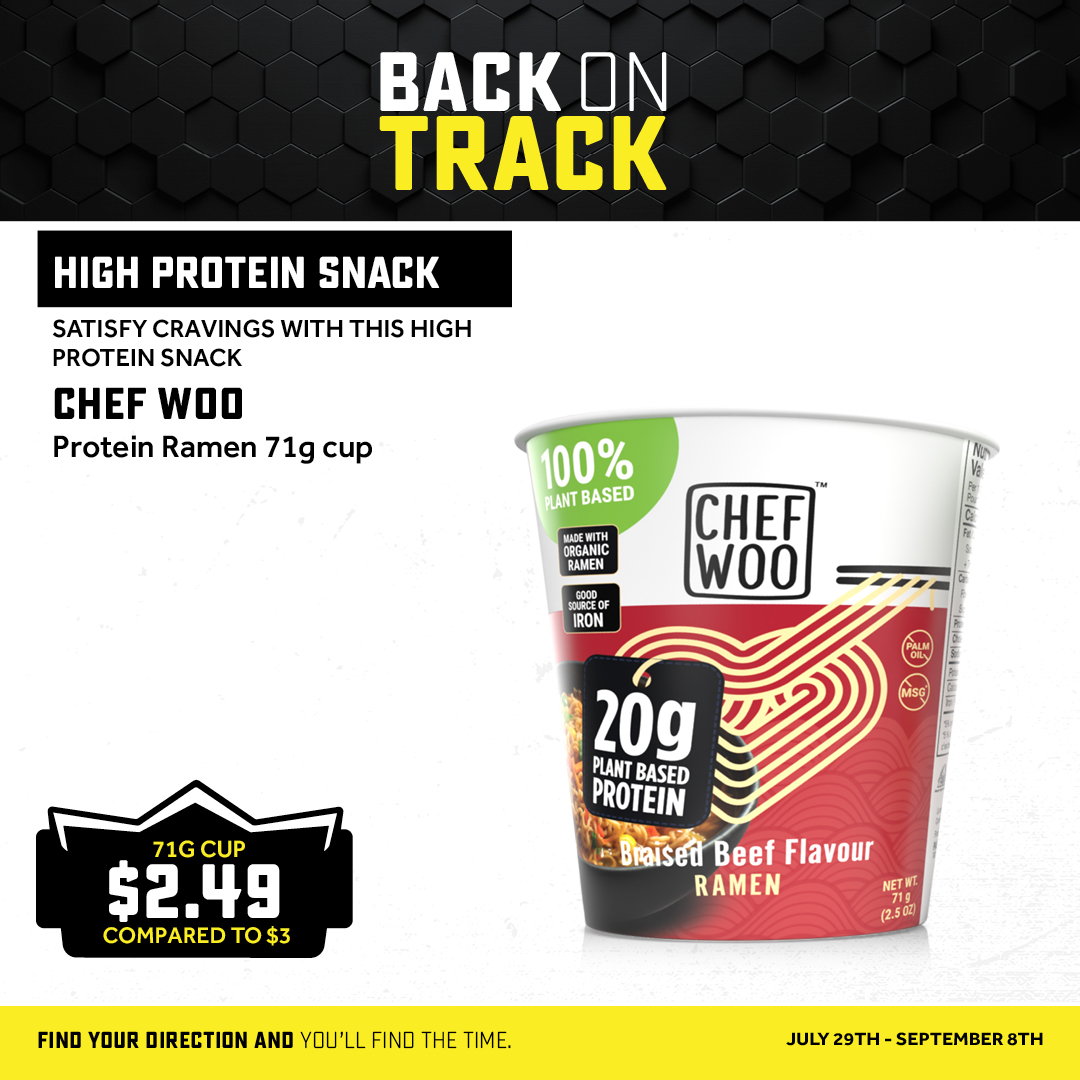 BACK ON
TRACK
HIGH PROTEIN SNACK
SATISFY CRAVINGS WITH THIS HIGH
PROTEIN SNACK
CHEF WOO
Protein Ramen 71g cup
100%
PLANT BASED
MADE WITH
ORGANIC
RAMEN
GOOD
SOURCE OF
IRON
CHEF
WOO
™
PALM
OIL
MSG
20g
PLANT BASED
PROTEIN
Braised Beef Flavour
RAMEN
NET WT.
71 g
(2.5 OZ)
71G CUP
$2.49
COMPARED TO $3
FIND YOUR DIRECTION AND YOU'LL FIND THE TIME.
JULY 29TH - SEPTEMBER 8TH